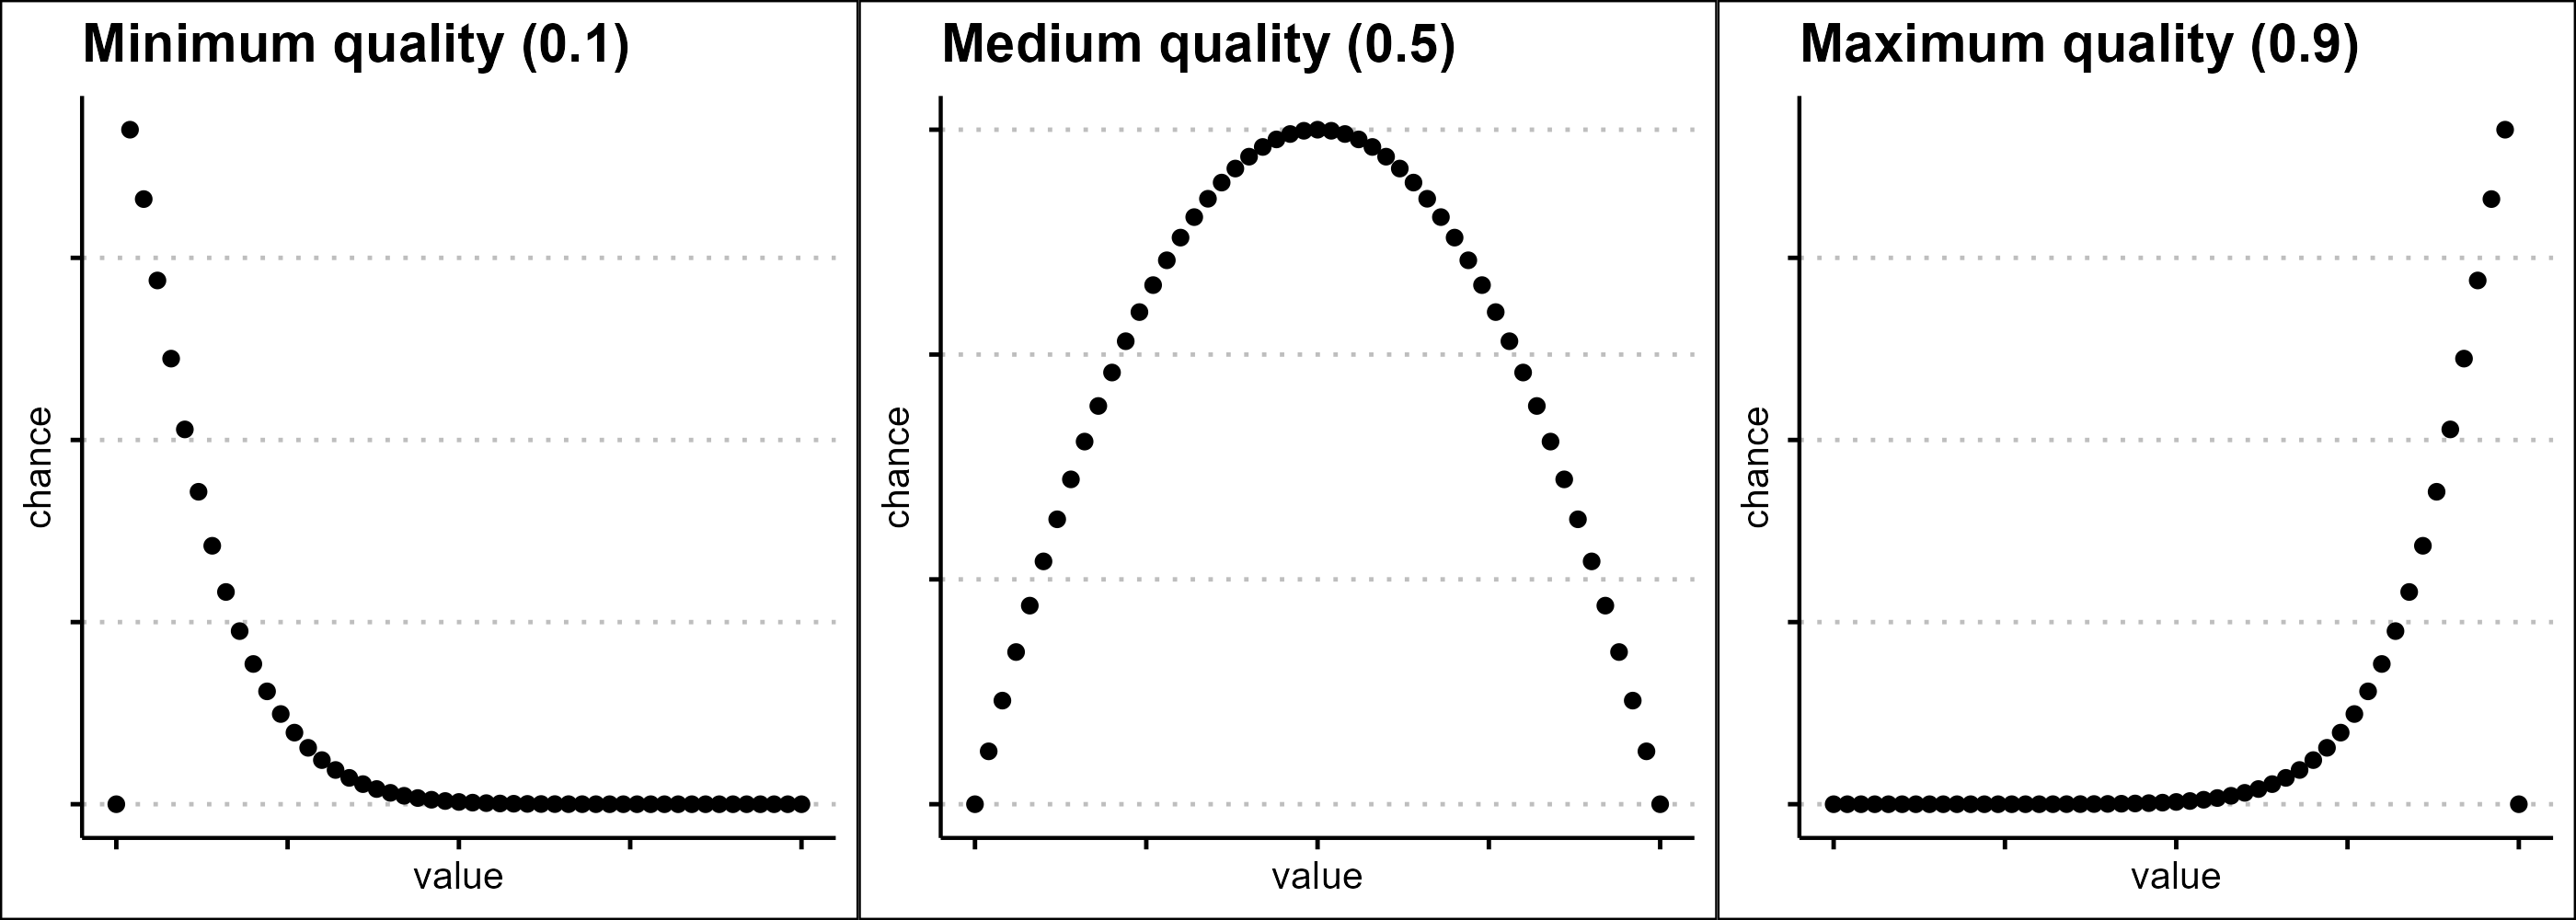 Minimum quality (0.1)
chance
value
Medium quality (0.5)
chance
value
Maximum quality (0.9)
chance
value